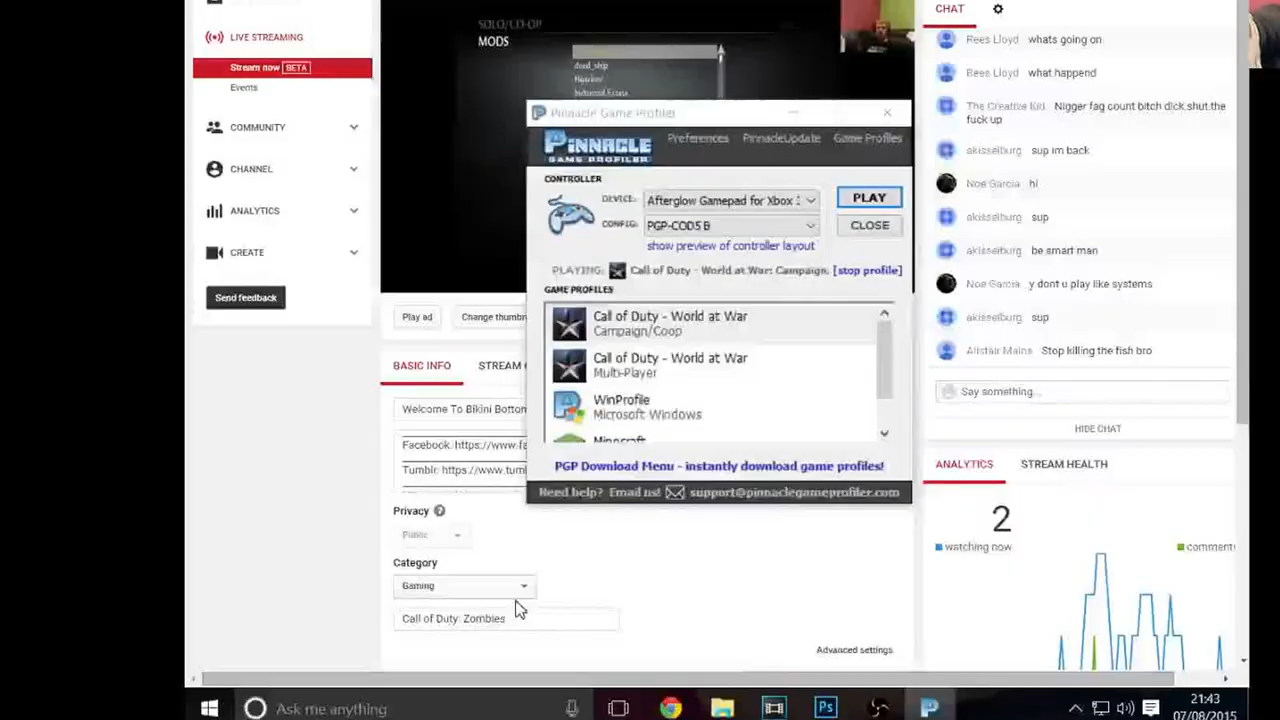 LIVE STREAMING
Stream now BETA
Events
COMMUNITY
CHANNEL
ANALYTICS
CREATE
Send feedback
SOLO/CO-OP
MODS
dead_ship
Pinnacle Game Profiler
PINNACLE
GAME PROFILER
Preferences
PinnacleUpdate
Game Profiles
CONTROLLER
DEVICE:
Afterglow Gamepad for Xbox
PLAY
CONFIG:
PGP-COD5 B
CLOSE
show preview of controller layout
PLAYING:
Call of Duty - World at War: Campaign
[stop profile]
GAME PROFILES
Call of Duty - World at War
Campaign/Coop
Call of Duty - World at War
Multi-Player
WinProfile
Microsoft Windows
Minecraft
PGP Download Menu - instantly download game profiles!
Need help? Email us! support@pinnaclegameprofiler.com
Play ad
Change thumbn
BASIC INFO
STREAM
Welcome To Bikini Bottom
Facebook: https://www.fa
Tumblr: https://www.tumb
Privacy ?
Public
Category
Gaming
Call of Duty: Zombies
Advanced settings
CHAT
Rees Lloyd whats going on
Rees Lloyd what happend
The Creative Kid Nigger fag count bitch dick shut the
fuck up
akisselburg sup im back
Noe Garcia hi
akisselburg sup
akisselburg be smart man
Noe Garcia y dont u play like systems
akisselburg sup
Alistair Mains Stop killing the fish bro
Say something...
HIDE CHAT
ANALYTICS
STREAM HEALTH
2
watching now
comments
Ask me anything
Ps
21:43
07/08/2015